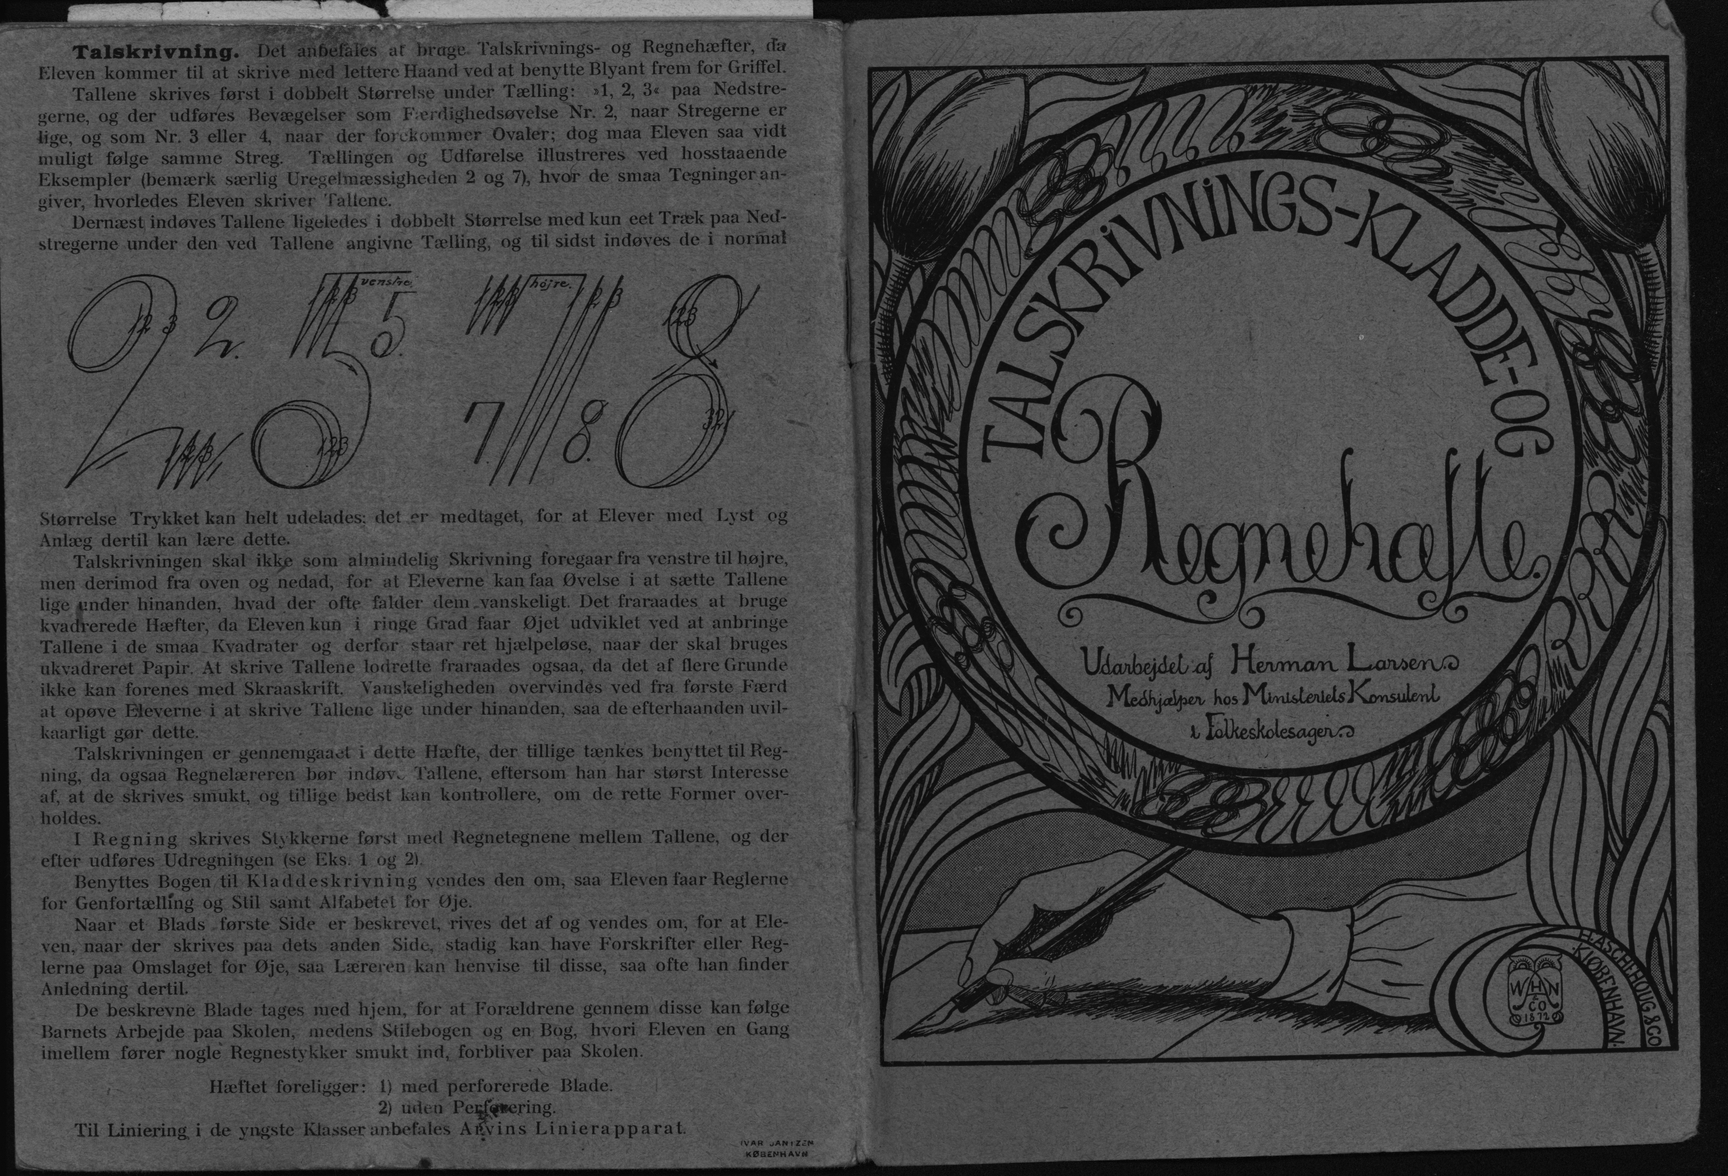 Talskrivning. Det anbefales at bruge Talskrivnings- og Regnehæfter, da
Eleven kommer til at skrive med lettere Haand ved at benytte Blyant frem for Griffel.
Tallene skrives først i dobbelt Størrelse under Tælling: »1, 2, 3« paa Nedstre-
gerne, og der udføres Bevægelser som Færdighedsøvelse Nr. 2, naar Stregerne er
lige, og som Nr. 3 eller 4, naar der forekommer Ovaler; dog maa Eleven saa vidt
muligt følge samme Streg. Tællingen og Udførelse illustreres ved hosstaaende
Eksempler (bemærk særlig Uregelmæssigheden 2 og 7), hvor de smaa Tegninger an-
giver, hvorledes Eleven skriver Tallene.
Dernæst indøves Tallene ligeledes i dobbelt Størrelse med kun eet Træk paa Ned-
stregerne under den ved Tallene angivne Tælling, og til sidst indøves de i normal
venstre. højre.
2 2. 5 5. 7 8
7. 8.
Størrelse Trykket kan helt udelades; det er medtaget, for at Elever med Lyst og
Anlæg dertil kan lære dette.
Talskrivningen skal ikke som almindelig Skrivning foregaar fra venstre til højre,
men derimod fra oven og nedad, for at Eleverne kan faa Øvelse i at sætte Tallene
lige under hinanden, hvad der ofte falder dem vanskeligt. Det fraraades at bruge
kvadrerede Hæfter, da Eleven kun i ringe Grad faar Øjet udviklet ved at anbringe
Tallene i de smaa Kvadrater og derfor staar ret hjælpeløse, naar der skal bruges
ukvadreret Papir. At skrive Tallene lodrette fraraades ogsaa, da det af flere Grunde
ikke kan forenes med Skraaskrift. Vanskeligheden overvindes ved fra første Færd
at opøve Eleverne i at skrive Tallene lige under hinanden, saa de efterhaanden uvil-
kaarligt gør dette.
Talskrivningen er gennemgaaet i dette Hæfte, der tillige tænkes benyttet til Reg-
ning, da ogsaa Regnelæreren bør indøve Tallene, eftersom han har størst Interesse
af, at de skrives smukt, og tillige bedst kan kontrollere, om de rette Former over-
holdes.
I Regning skrives Stykkerne først med Regnetegnene mellem Tallene, og der
efter udføres Udregningen (se Eks. 1 og 2).
Benyttes Bogen til Kladdeskrivning vendes den om, saa Eleven faar Reglerne
for Genfortælling og Stil samt Alfabetet for Øje.
Naar et Blads første Side er beskrevet, rives det af og vendes om, for at Ele-
ven, naar der skrives paa dets anden Side, stadig kan have Forskrifter eller Reg-
lerne paa Omslaget for Øje, saa Læreren kan henvise til disse, saa ofte han finder
Anledning dertil.
De beskrevne Blade tages med hjem, for at Forældrene gennem disse kan følge
Barnets Arbejde paa Skolen, medens Stilebogen og en Bog, hvori Eleven en Gang
imellem fører nogle Regnestykker smukt ind, forbliver paa Skolen.
Hæftet foreligger: 1) med perforerede Blade.
2) uden Perforering.
Til Liniering i de yngste Klasser anbefales Arvins Linierapparat.
IVAR JANTZEN
KØBENHAVN
TALSKRIVNINGS-KLADDE-OG
Regnehæfte.
Udarbejdet af Herman Larsen
Medhjælper hos Ministeriets Konsulent
i Folkeskolesager
H. ASCHEHOUG & CO
KJØBENHAVN.
W H N
& CO
1872